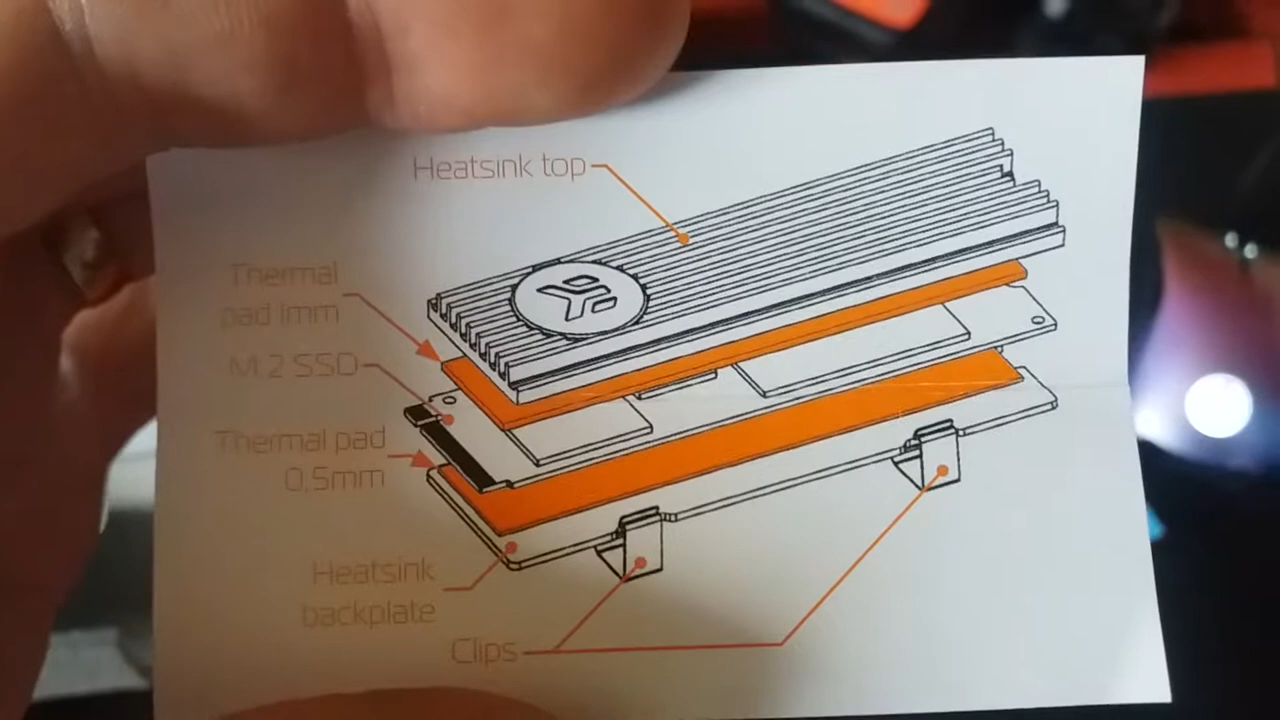 Heatsink top
Thermal
pad 1mm
M.2 SSD
Thermal pad
0,5mm
Heatsink
backplate
Clips